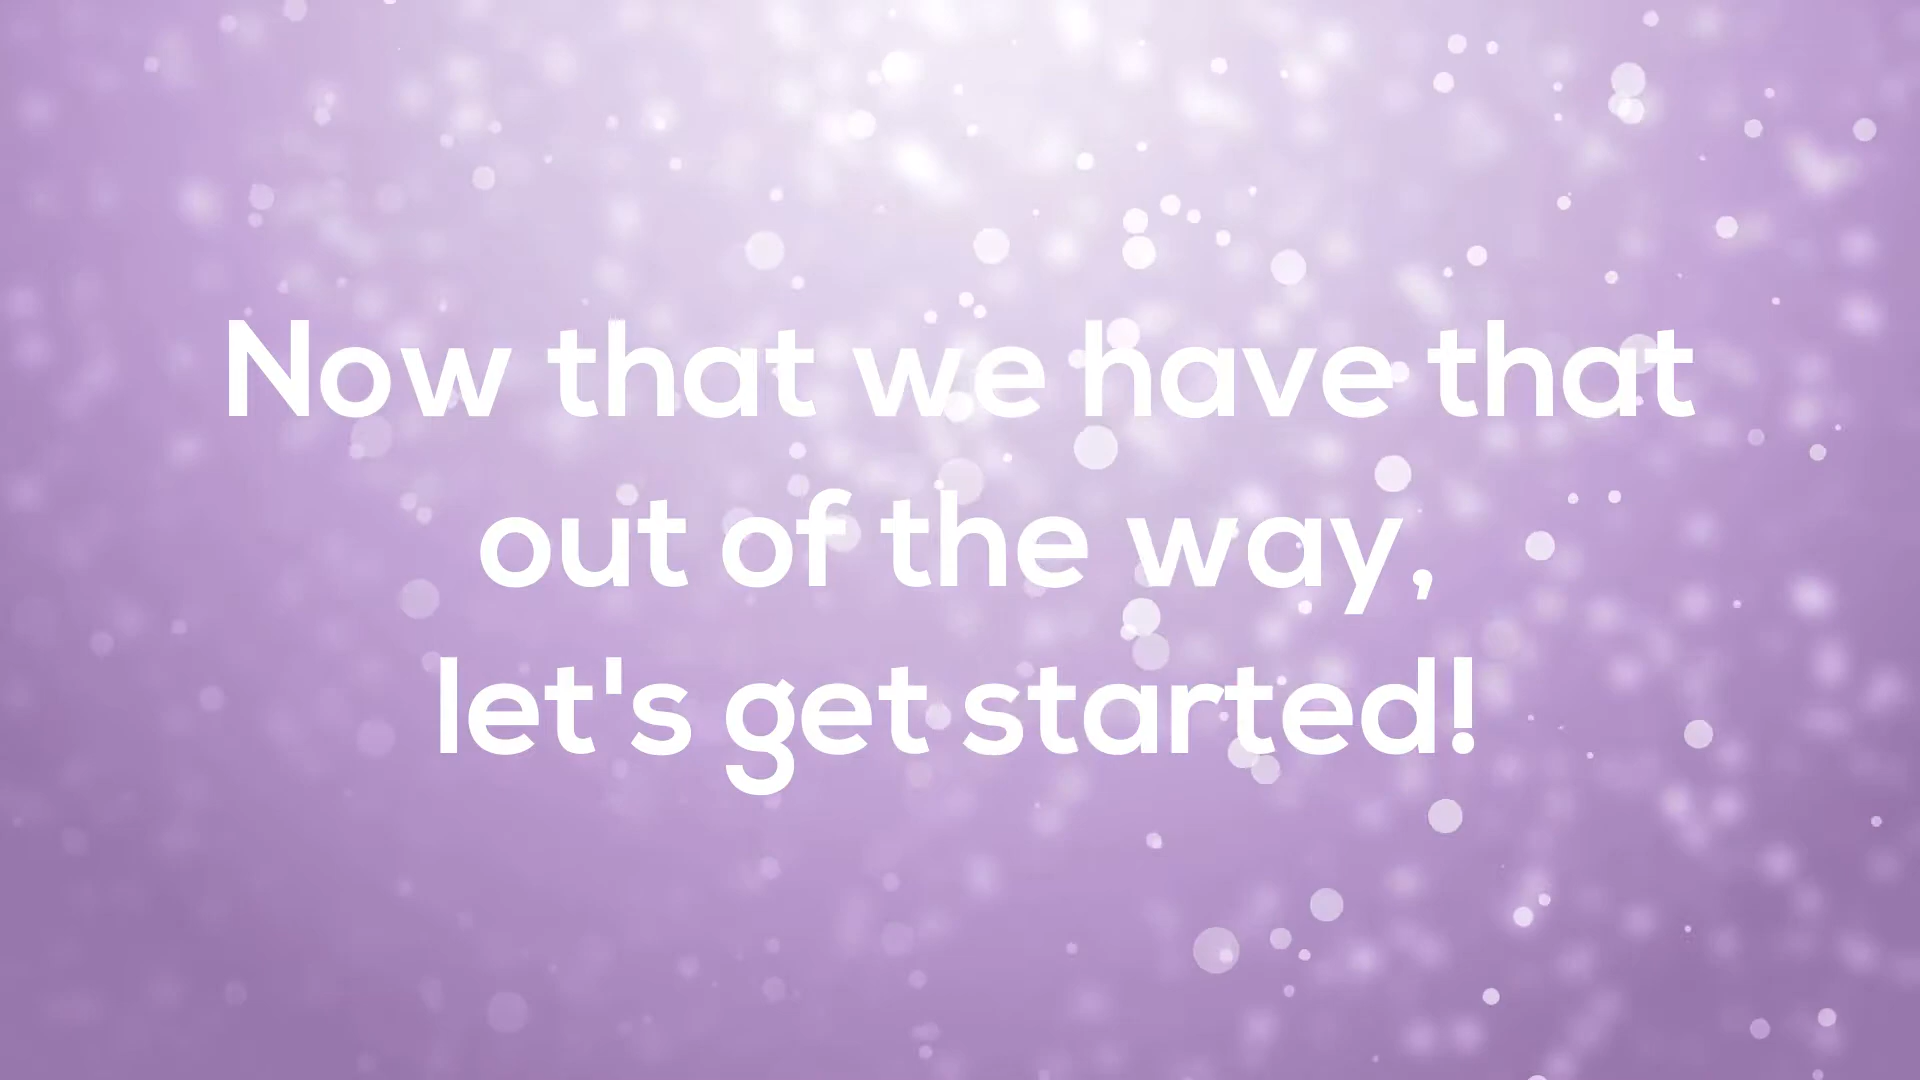 Now that we have that
out of the way,
let's get started!